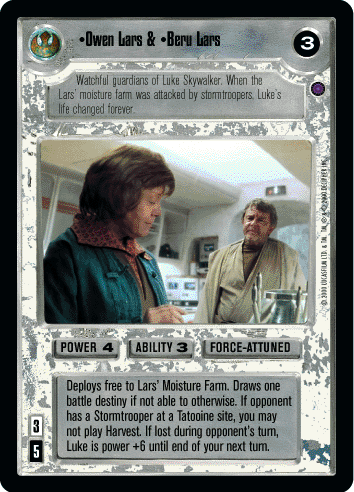 •Owen Lars & •Beru Lars
3
Watchful guardians of Luke Skywalker. When the
Lars' moisture farm was attacked by stormtroopers, Luke's
life changed forever.
POWER 4
ABILITY 3
FORCE-ATTUNED
Deploys free to Lars' Moisture Farm. Draws one
battle destiny if not able to otherwise. If opponent
has a Stormtrooper at a Tatooine site, you may
not play Harvest. If lost during opponent's turn,
Luke is power +6 until end of your next turn.
3
5